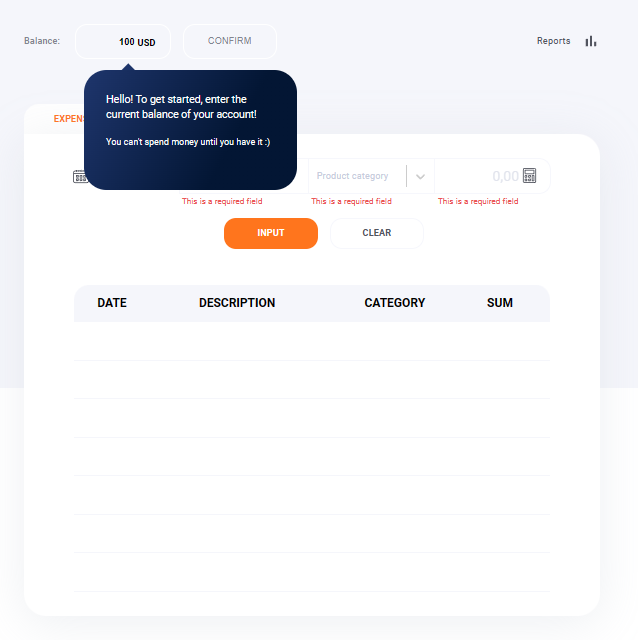 Balance:
100 USD
CONFIRM
Reports
Hello! To get started, enter the
current balance of your account!
You can't spend money until you have it :)
Product category
0,00
This is a required field
This is a required field
This is a required field
INPUT
CLEAR
DATE
DESCRIPTION
CATEGORY
SUM